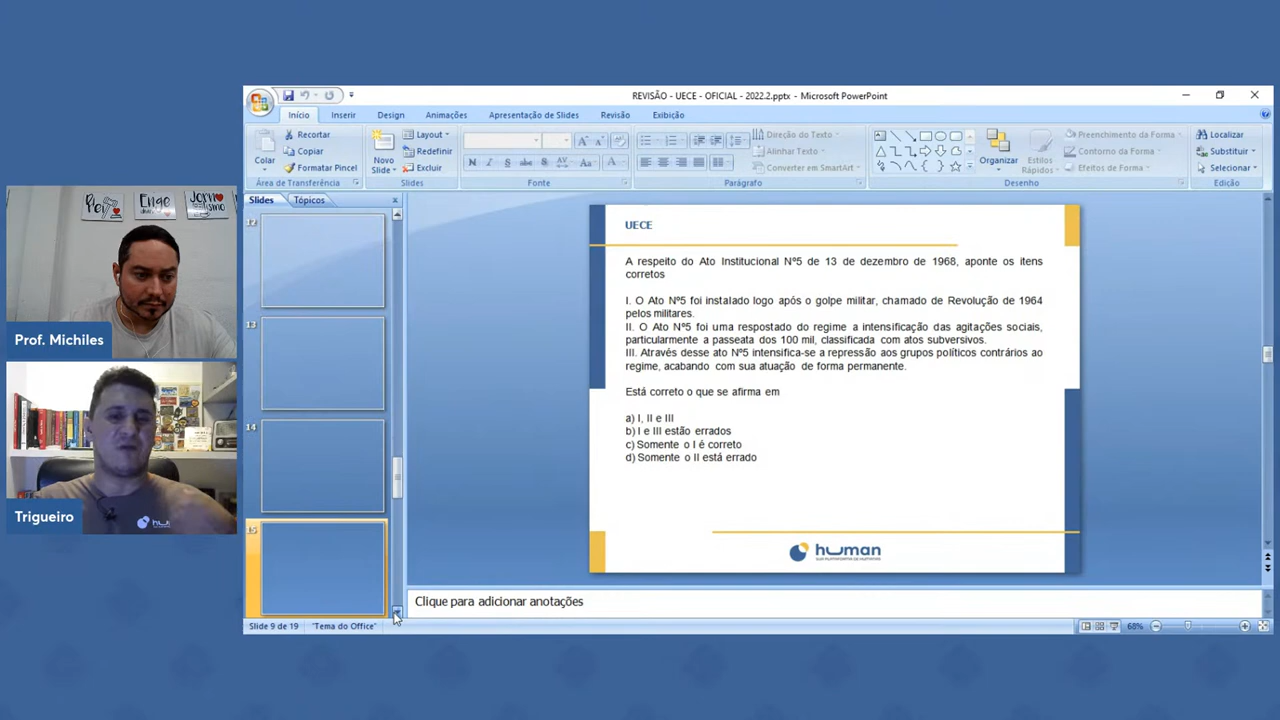 REVISÃO - UECE - OFICIAL - 2022.2.pptx - Microsoft PowerPoint
Início
Inserir
Design
Animações
Apresentação de Slides
Revisão
Exibição
Colar
Recortar
Copiar
Formatar Pincel
Área de Transferência
Novo
Slide
Layout
Redefinir
Excluir
Slides
N I S abe S AV Aa A
Fonte
Direção do Texto
Alinhar Texto
Converter em SmartArt
Parágrafo
Organizar
Estilos
Rápidos
Preenchimento da Forma
Contorno da Forma
Efeitos de Forma
Desenho
Localizar
Substituir
Selecionar
Edição
Slides
Tópicos
12
13
14
15
Prof. Michiles
Trigueiro
UECE
A respeito do Ato Institucional Nº5 de 13 de dezembro de 1968, aponte os itens
corretos
I. O Ato Nº5 foi instalado logo após o golpe militar, chamado de Revolução de 1964
pelos militares.
II. O Ato Nº5 foi uma respostado do regime a intensificação das agitações sociais,
particularmente a passeata dos 100 mil, classificada com atos subversivos.
III. Através desse ato Nº5 intensifica-se a repressão aos grupos políticos contrários ao
regime, acabando com sua atuação de forma permanente.
Está correto o que se afirma em
a) I, II e III
b) I e III estão errados
c) Somente o I é correto
d) Somente o II está errado
human
Clique para adicionar anotações
Slide 9 de 19
"Tema do Office"
68%